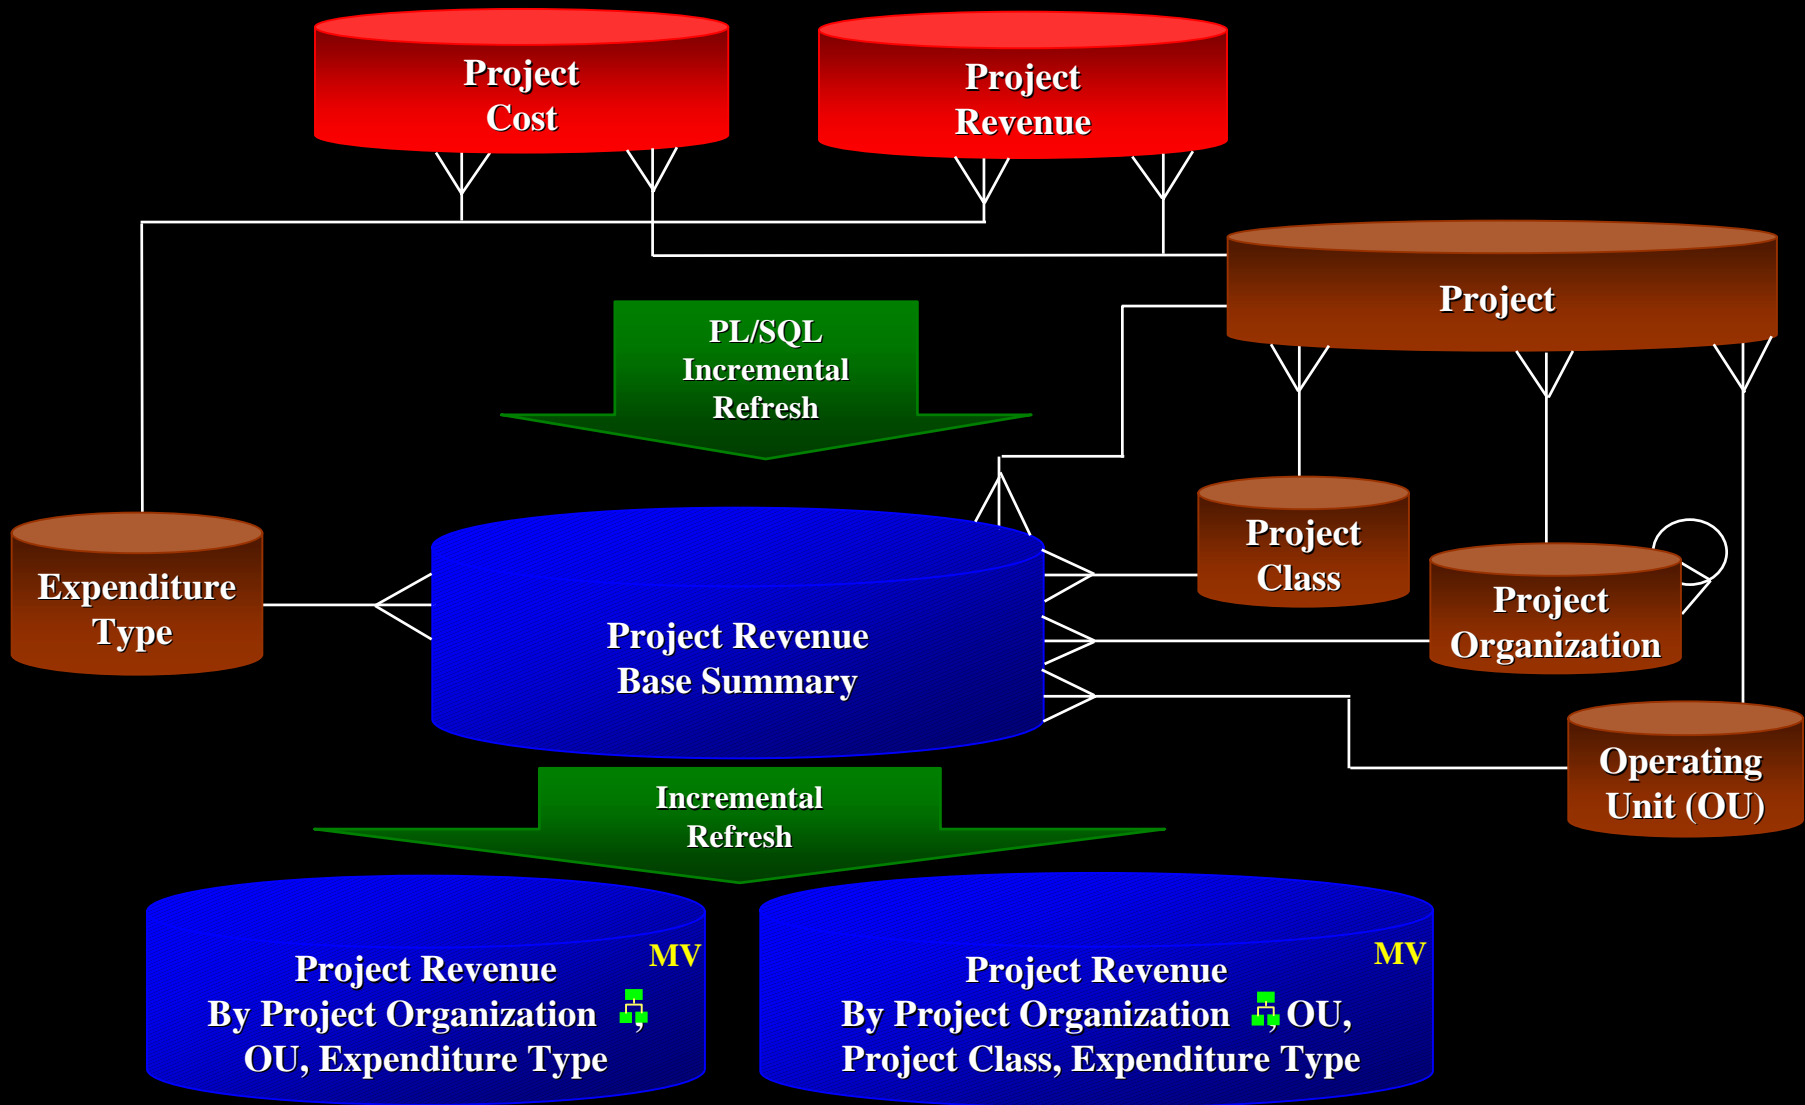 Project
Cost
Project
Revenue
Project
PL/SQL
Incremental
Refresh
Project
Class
Expenditure
Type
Project
Organization
Project Revenue
Base Summary
Operating
Unit (OU)
Incremental
Refresh
MV
Project Revenue
By Project Organization ,
OU, Expenditure Type
MV
Project Revenue
By Project Organization , OU,
Project Class, Expenditure Type